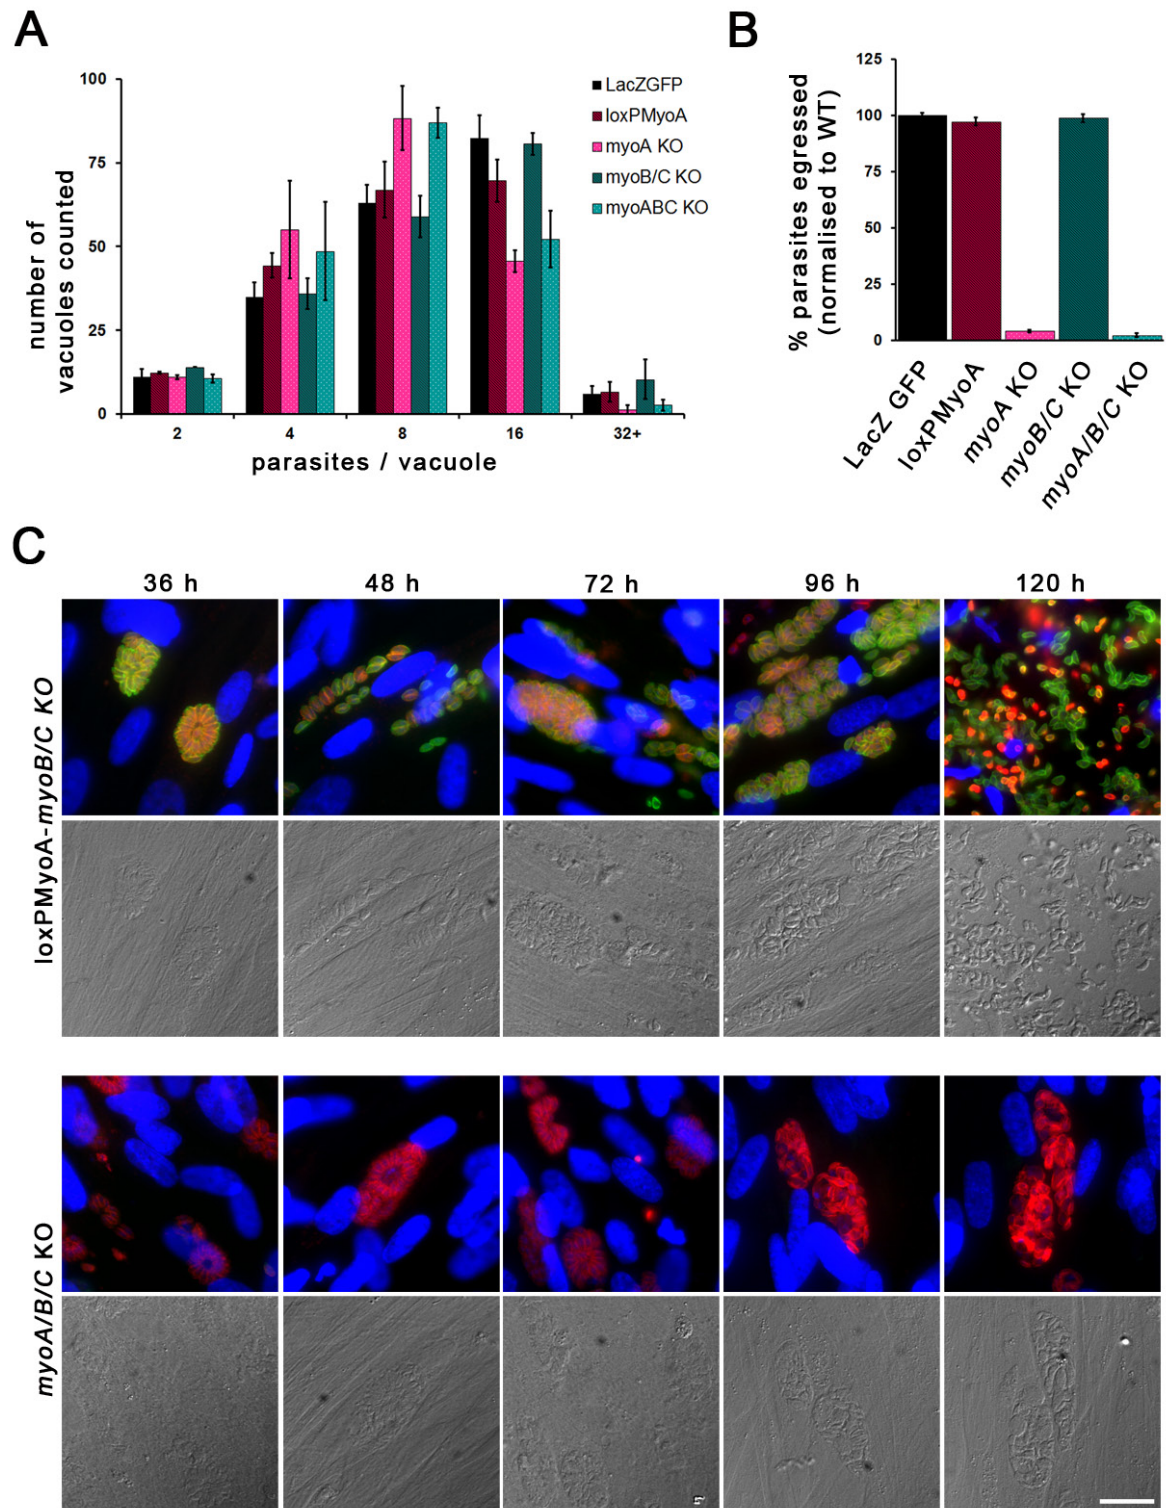 A
number of
vacuoles counted
100
75
50
25
0
2
4
8
16
32+
parasites / vacuole
LacZGFP
loxPMyoA
myoA KO
myoB/C KO
myoABC KO
B
% parasites egressed
(normalised to WT)
125
100
75
50
25
0
LacZ GFP
loxPMyoA
myoA KO
myoB/C KO
myoA/B/C KO
C
36 h
48 h
72 h
96 h
120 h
loxPMyoA-myoB/C KO
myoA/B/C KO